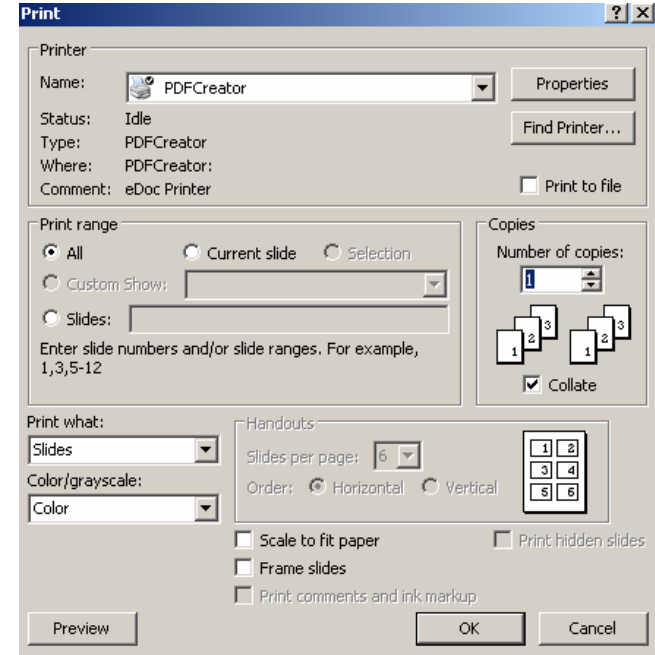 Print
Printer
Name: PDFCreator Properties
Status: Idle
Find Printer...
Type: PDFCreator
Where: PDFCreator:
Comment: eDoc Printer Print to file
Print range
All Current slide Selection
Custom Show:
Slides:
Enter slide numbers and/or slide ranges. For example,
1,3,5-12
Copies
Number of copies:
1
3 3
2 2
1 1
Collate
Print what:
Slides
Color/grayscale:
Color
Handouts
Slides per page: 6
Order: Horizontal Vertical
1 2
3 4
5 6
Scale to fit paper Print hidden slides
Frame slides
Print comments and ink markup
Preview OK Cancel